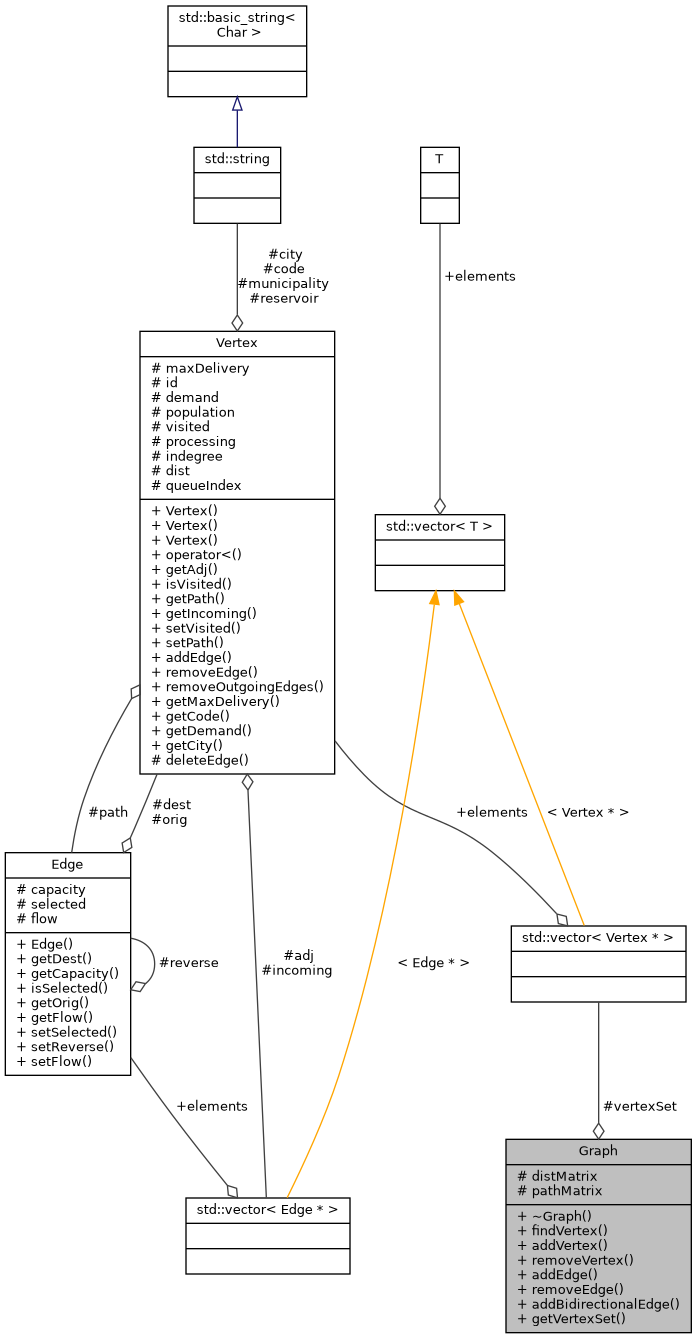 std::basic_string<
Char >
std::string
T
#city
#code
#municipality
#reservoir
+elements
Vertex
# maxDelivery
# id
# demand
# population
# visited
# processing
# indegree
# dist
# queueIndex
+ Vertex()
+ Vertex()
+ Vertex()
+ operator<()
+ getAdj()
+ isVisited()
+ getPath()
+ getIncoming()
+ setVisited()
+ setPath()
+ addEdge()
+ removeEdge()
+ removeOutgoingEdges()
+ getMaxDelivery()
+ getCode()
+ getDemand()
+ getCity()
# deleteEdge()
std::vector< T >
#path
#dest
#orig
+elements
< Vertex * >
Edge
# capacity
# selected
# flow
+ Edge()
+ getDest()
+ getCapacity()
+ isSelected()
+ getOrig()
+ getFlow()
+ setSelected()
+ setReverse()
+ setFlow()
#reverse
#adj
#incoming
< Edge * >
std::vector< Vertex * >
+elements
#vertexSet
std::vector< Edge * >
Graph
# distMatrix
# pathMatrix
+ ~Graph()
+ findVertex()
+ addVertex()
+ removeVertex()
+ addEdge()
+ removeEdge()
+ addBidirectionalEdge()
+ getVertexSet()